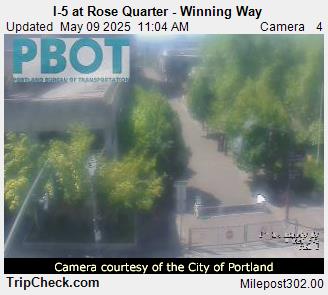 I-5 at Rose Quarter - Winning Way
Updated May 09 2025 11:04 AM Camera 4
PBOT
PORTLAND BUREAU OF TRANSPORTATION
Camera courtesy of the City of Portland
TripCheck.com Milepost302.00